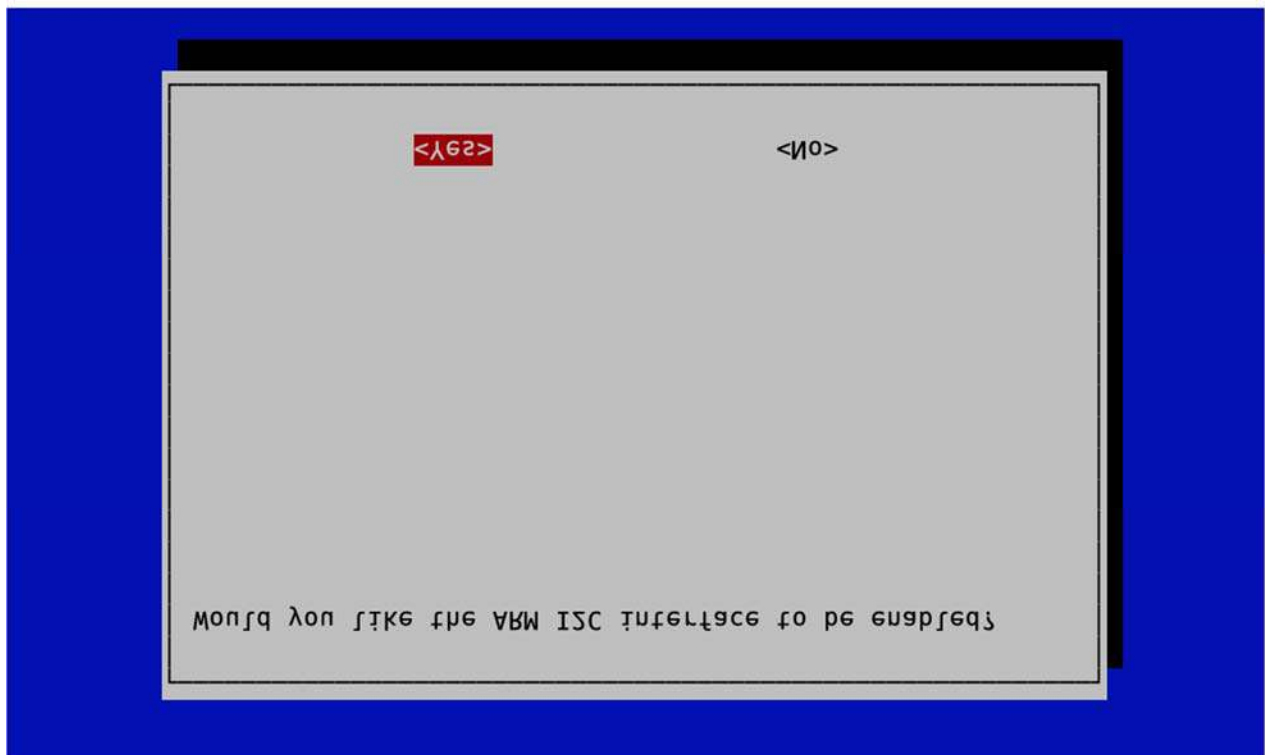 Would you like the ARM I2C interface to be enabled?
<Yes> <No>